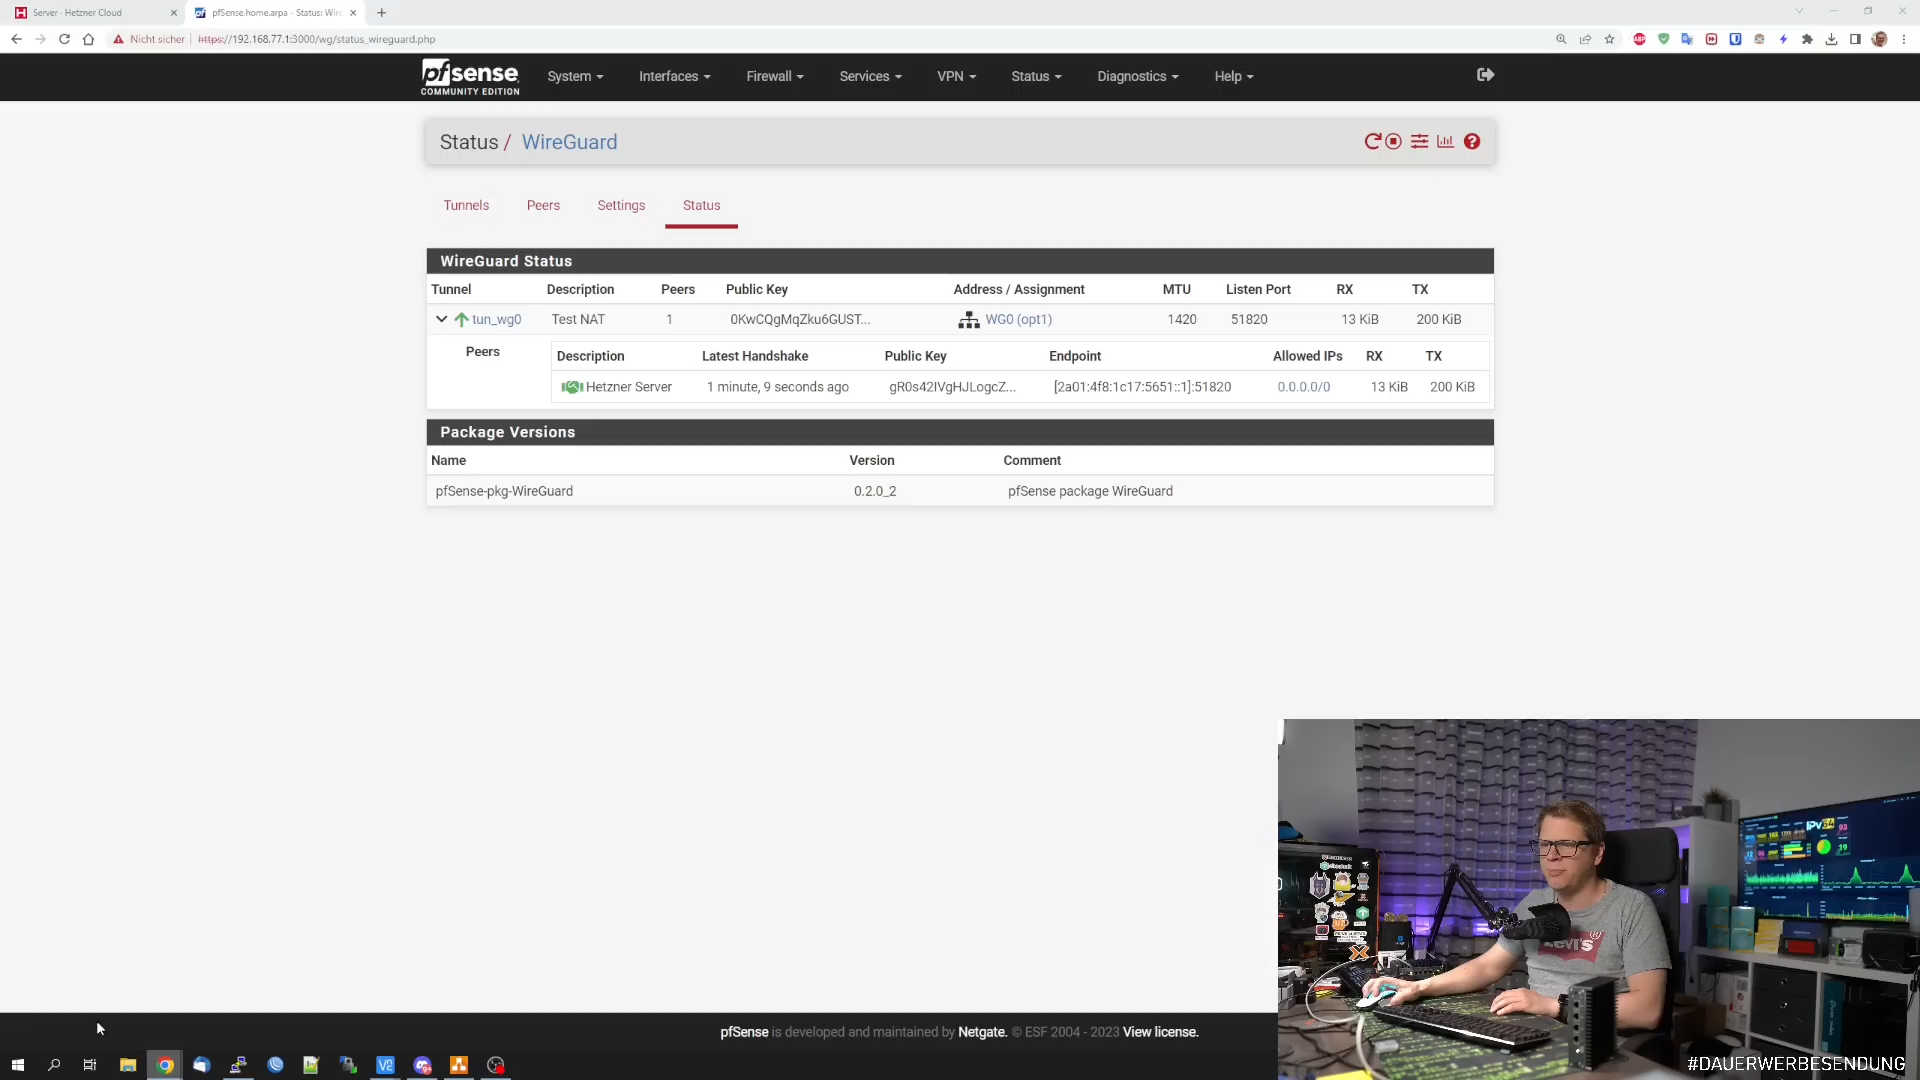 Server - Hetzner Cloud
pfSense.home.arpa - Status: Wir
Nicht sicher
https://192.168.77.1:3000/wg/status_wireguard.php
pfsense
COMMUNITY EDITION
System
Interfaces
Firewall
Services
VPN
Status
Diagnostics
Help
Status / WireGuard
Tunnels
Peers
Settings
Status
WireGuard Status
Tunnel Description Peers Public Key Address / Assignment MTU Listen Port RX TX
tun_wg0 Test NAT 1 0KwCQgMqZku6GUST... WG0 (opt1) 1420 51820 13 KiB 200 KiB
Peers
Description Latest Handshake Public Key Endpoint Allowed IPs RX TX
Hetzner Server 1 minute, 9 seconds ago gR0s42IVgHJLogcZ... [2a01:4f8:1c17:5651::1]:51820 0.0.0.0/0 13 KiB 200 KiB
Package Versions
Name Version Comment
pfSense-pkg-WireGuard 0.2.0_2 pfSense package WireGuard
IPv64
Levi's
pfSense is developed and maintained by Netgate. © ESF 2004 - 2023 View license.
#DAUERWERBESENDUNG